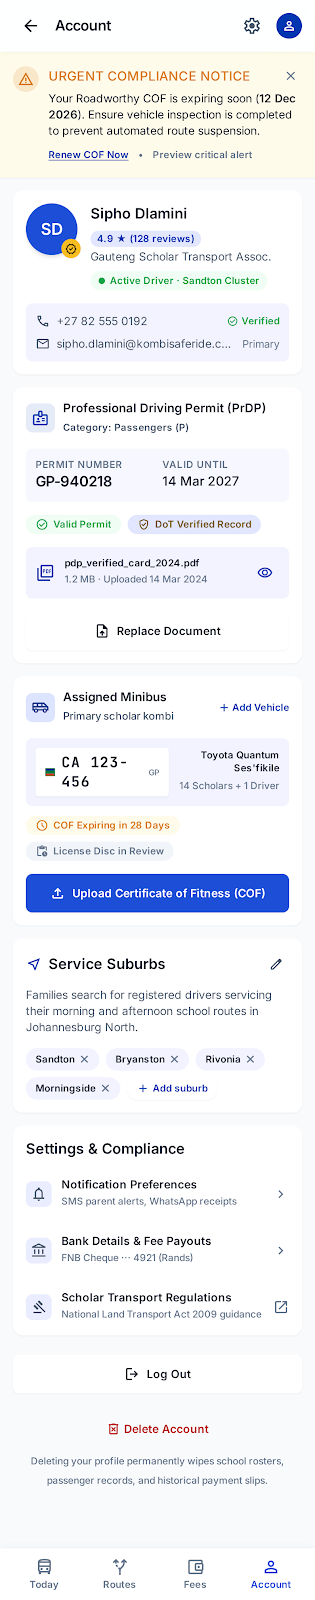 Account
URGENT COMPLIANCE NOTICE
Your Roadworthy COF is expiring soon (12 Dec
2026). Ensure vehicle inspection is completed
to prevent automated route suspension.
Renew COF Now • Preview critical alert
SD
Sipho Dlamini
4.9 ★ (128 reviews)
Gauteng Scholar Transport Assoc.
Active Driver · Sandton Cluster
+27 82 555 0192 Verified
sipho.dlamini@kombisaferide.c... Primary
Professional Driving Permit (PrDP)
Category: Passengers (P)
PERMIT NUMBER VALID UNTIL
GP-940218 14 Mar 2027
Valid Permit DoT Verified Record
PDF
pdp_verified_card_2024.pdf
1.2 MB · Uploaded 14 Mar 2024
Replace Document
Assigned Minibus
Primary scholar kombi
+ Add Vehicle
CA 123-
456
GP
Toyota Quantum
Ses'fikile
14 Scholars + 1 Driver
COF Expiring in 28 Days
License Disc in Review
Upload Certificate of Fitness (COF)
Service Suburbs
Families search for registered drivers servicing
their morning and afternoon school routes in
Johannesburg North.
Sandton Bryanston Rivonia
Morningside + Add suburb
Settings & Compliance
Notification Preferences
SMS parent alerts, WhatsApp receipts
Bank Details & Fee Payouts
FNB Cheque ··· 4921 (Rands)
Scholar Transport Regulations
National Land Transport Act 2009 guidance
Log Out
Delete Account
Deleting your profile permanently wipes school rosters,
passenger records, and historical payment slips.
Today Routes Fees Account